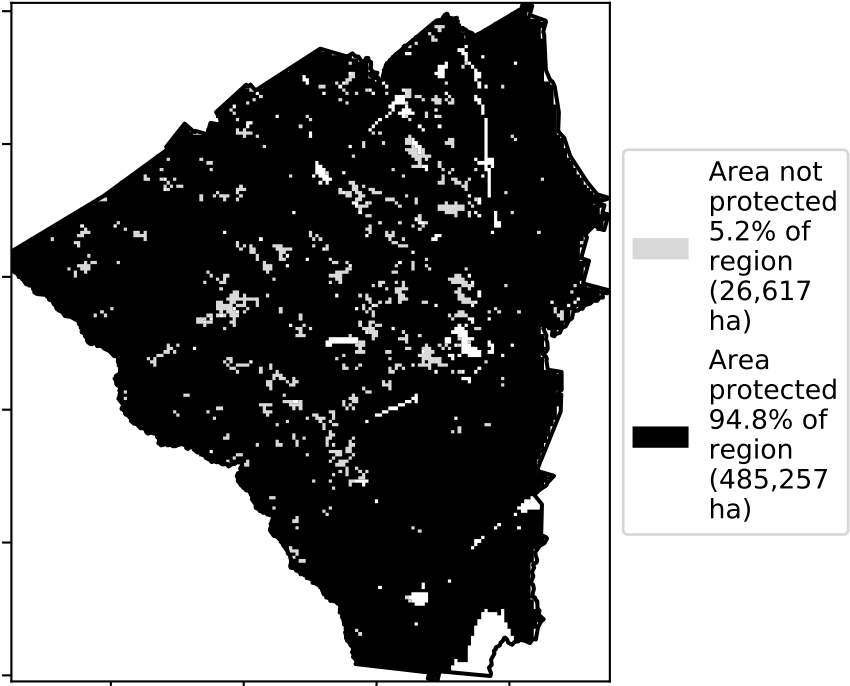 Area not
protected
5.2% of
region
(26,617
ha)
Area
protected
94.8% of
region
(485,257
ha)